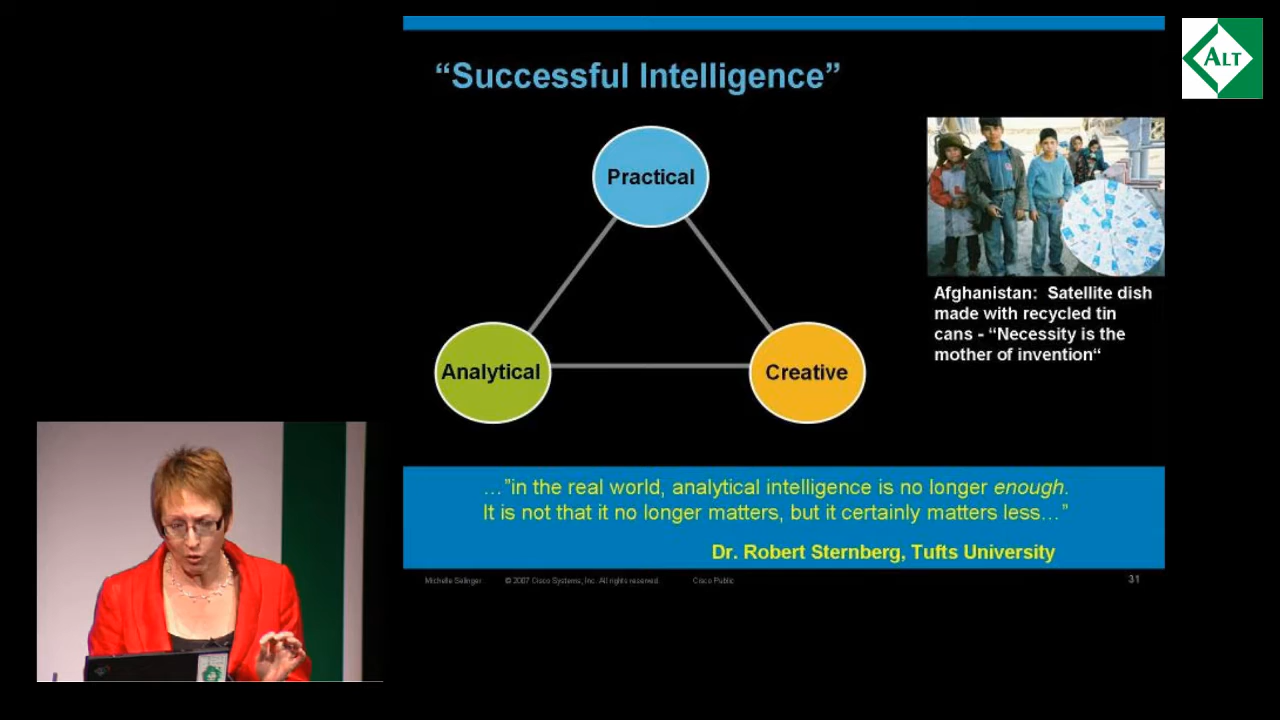 ALT
“Successful Intelligence”
Practical
Analytical
Creative
Afghanistan: Satellite dish
made with recycled tin
cans - “Necessity is the
mother of invention“
…”in the real world, analytical intelligence is no longer enough.
It is not that it no longer matters, but it certainly matters less…”
Dr. Robert Sternberg, Tufts University
Michelle Selinger © 2007 Cisco Systems, Inc. All rights reserved. Cisco Public 31